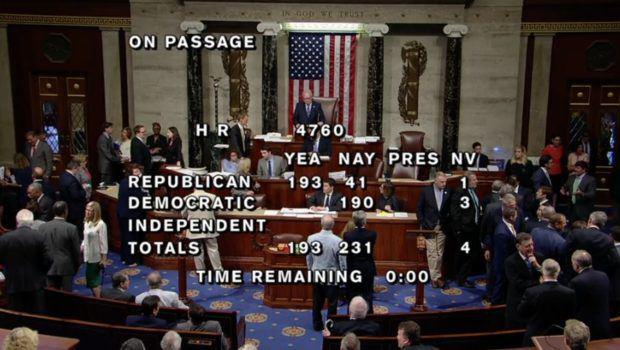 IN GOD WE TRUST
ON PASSAGE
H R 4760
YEA NAY PRES NV
REPUBLICAN 193 41 1
DEMOCRATIC 190 3
INDEPENDENT
TOTALS 193 231 4
TIME REMAINING 0:00